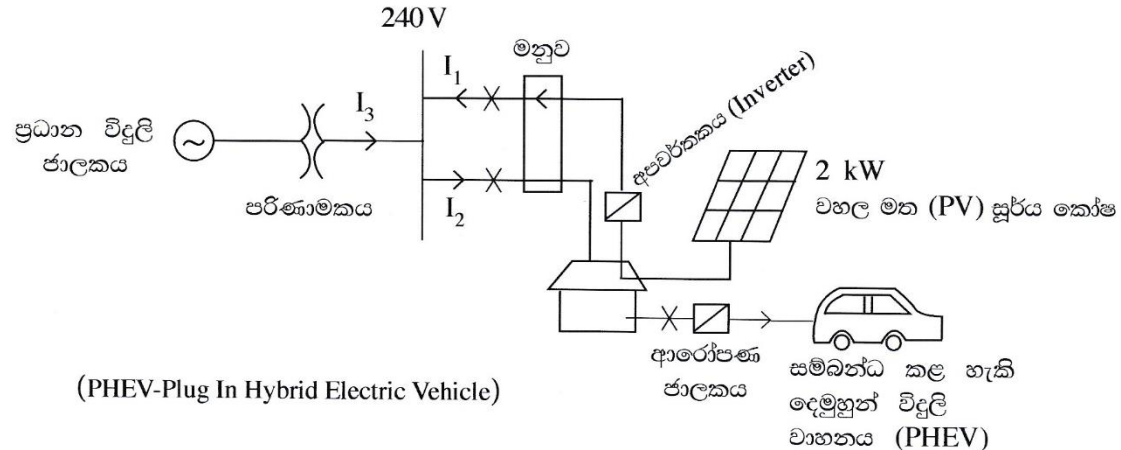 240 V
මනුව
I₁
අපවර්තකය (Inverter)
I₃
ප්‍රධාන විදුලි
ජාලකය
පරිණාමකය
I₂
2 kW
වහල මත (PV) සූර්ය කෝෂ
ආරෝපණ
ජාලකය
සම්බන්ධ කළ හැකි
දෙමුහුන් විදුලි
වාහනය (PHEV)
(PHEV-Plug In Hybrid Electric Vehicle)